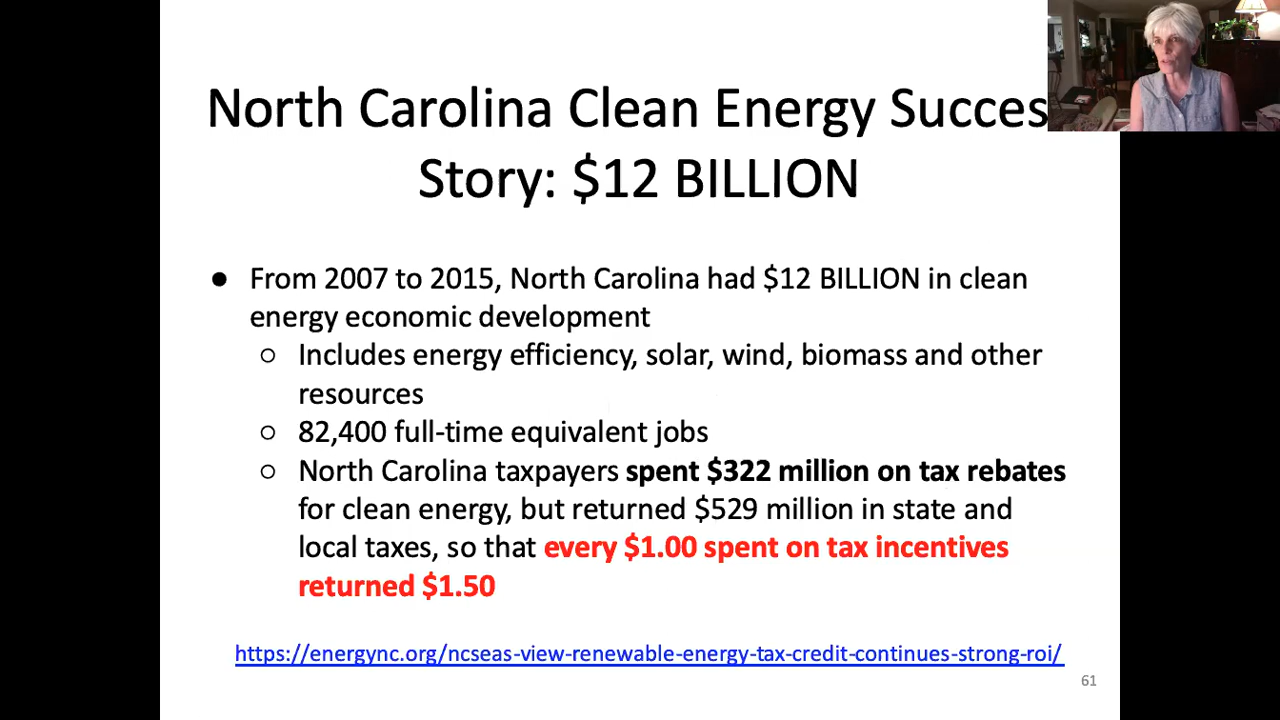 North Carolina Clean Energy Succes
Story: $12 BILLION
● From 2007 to 2015, North Carolina had $12 BILLION in clean
energy economic development
○ Includes energy efficiency, solar, wind, biomass and other
resources
○ 82,400 full-time equivalent jobs
○ North Carolina taxpayers spent $322 million on tax rebates
for clean energy, but returned $529 million in state and
local taxes, so that every $1.00 spent on tax incentives
returned $1.50
https://energync.org/ncseas-view-renewable-energy-tax-credit-continues-strong-roi/
61